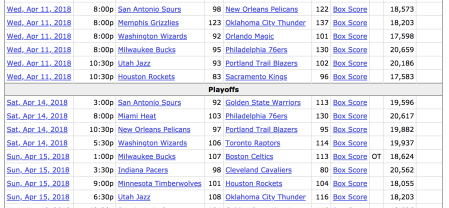 Wed, Apr 11, 2018 8:00p San Antonio Spurs 98 New Orleans Pelicans 122 Box Score 18,573
Wed, Apr 11, 2018 8:00p Memphis Grizzlies 123 Oklahoma City Thunder 137 Box Score 18,203
Wed, Apr 11, 2018 8:00p Washington Wizards 92 Orlando Magic 101 Box Score 17,598
Wed, Apr 11, 2018 8:00p Milwaukee Bucks 95 Philadelphia 76ers 130 Box Score 20,659
Wed, Apr 11, 2018 10:30p Utah Jazz 93 Portland Trail Blazers 102 Box Score 20,186
Wed, Apr 11, 2018 10:30p Houston Rockets 83 Sacramento Kings 96 Box Score 17,583
Playoffs
Sat, Apr 14, 2018 3:00p San Antonio Spurs 92 Golden State Warriors 113 Box Score 19,596
Sat, Apr 14, 2018 8:00p Miami Heat 103 Philadelphia 76ers 130 Box Score 20,617
Sat, Apr 14, 2018 10:30p New Orleans Pelicans 97 Portland Trail Blazers 95 Box Score 19,882
Sat, Apr 14, 2018 5:30p Washington Wizards 106 Toronto Raptors 114 Box Score 19,937
Sun, Apr 15, 2018 1:00p Milwaukee Bucks 107 Boston Celtics 113 Box Score OT 18,624
Sun, Apr 15, 2018 3:30p Indiana Pacers 98 Cleveland Cavaliers 80 Box Score 20,562
Sun, Apr 15, 2018 9:00p Minnesota Timberwolves 101 Houston Rockets 104 Box Score 18,055
Sun, Apr 15, 2018 6:30p Utah Jazz 108 Oklahoma City Thunder 116 Box Score 18,203